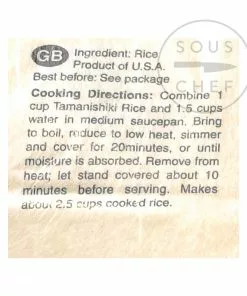 SOUS
CHEF
GB
Ingredient: Rice
Product of U.S.A.
Best before: See package
Cooking Directions: Combine 1
cup Tamanishiki Rice and 1.5 cups
water in medium saucepan. Bring
to boil, reduce to low heat, simmer
and cover for 20minutes, or until
moisture is absorbed. Remove from
heat; let stand covered about 10
minutes before serving. Makes
about 2.5 cups cooked rice.